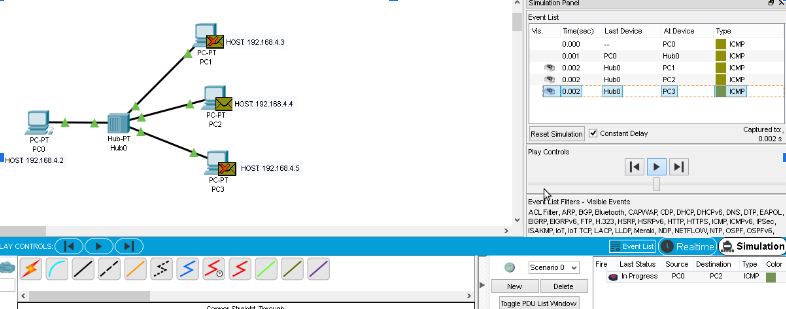 Simulation Panel
Event List
Vis. Time(sec) Last Device At Device Type
0.000 -- PC0 ICMP
0.001 PC0 Hub0 ICMP
0.002 Hub0 PC1 ICMP
0.002 Hub0 PC2 ICMP
0.002 Hub0 PC3 ICMP
Reset Simulation Constant Delay
Captured to:
0.002 s
Play Controls
Event List Filters - Visible Events
ACL Filter, ARP, BGP, Bluetooth, CAPWAP, CDP, DHCP, DHCPv6, DNS, DTP, EAPOL,
EIGRP, EIGRPv6, FTP, H.323, HSRP, HSRPv6, HTTP, HTTPS, ICMP, ICMPv6, IPSec,
ISAKMP, IoT, IoT TCP, LACP, LLDP, Meraki, NDP, NETFLOW, NTP, OSPF, OSPFv6,
PC-PT
PC1
HOST: 192.168.4.3
PC-PT
PC2
HOST: 192.168.4.4
PC-PT
PC0
HOST: 192.168.4.2
Hub-PT
Hub0
PC-PT
PC3
HOST: 192.168.4.5
LAY CONTROLS:
Event List Realtime Simulation
Scenario 0
New Delete
Toggle PDU List Window
Fire Last Status Source Destination Type Color
In Progress PC0 PC2 ICMP
Copper Straight-Through